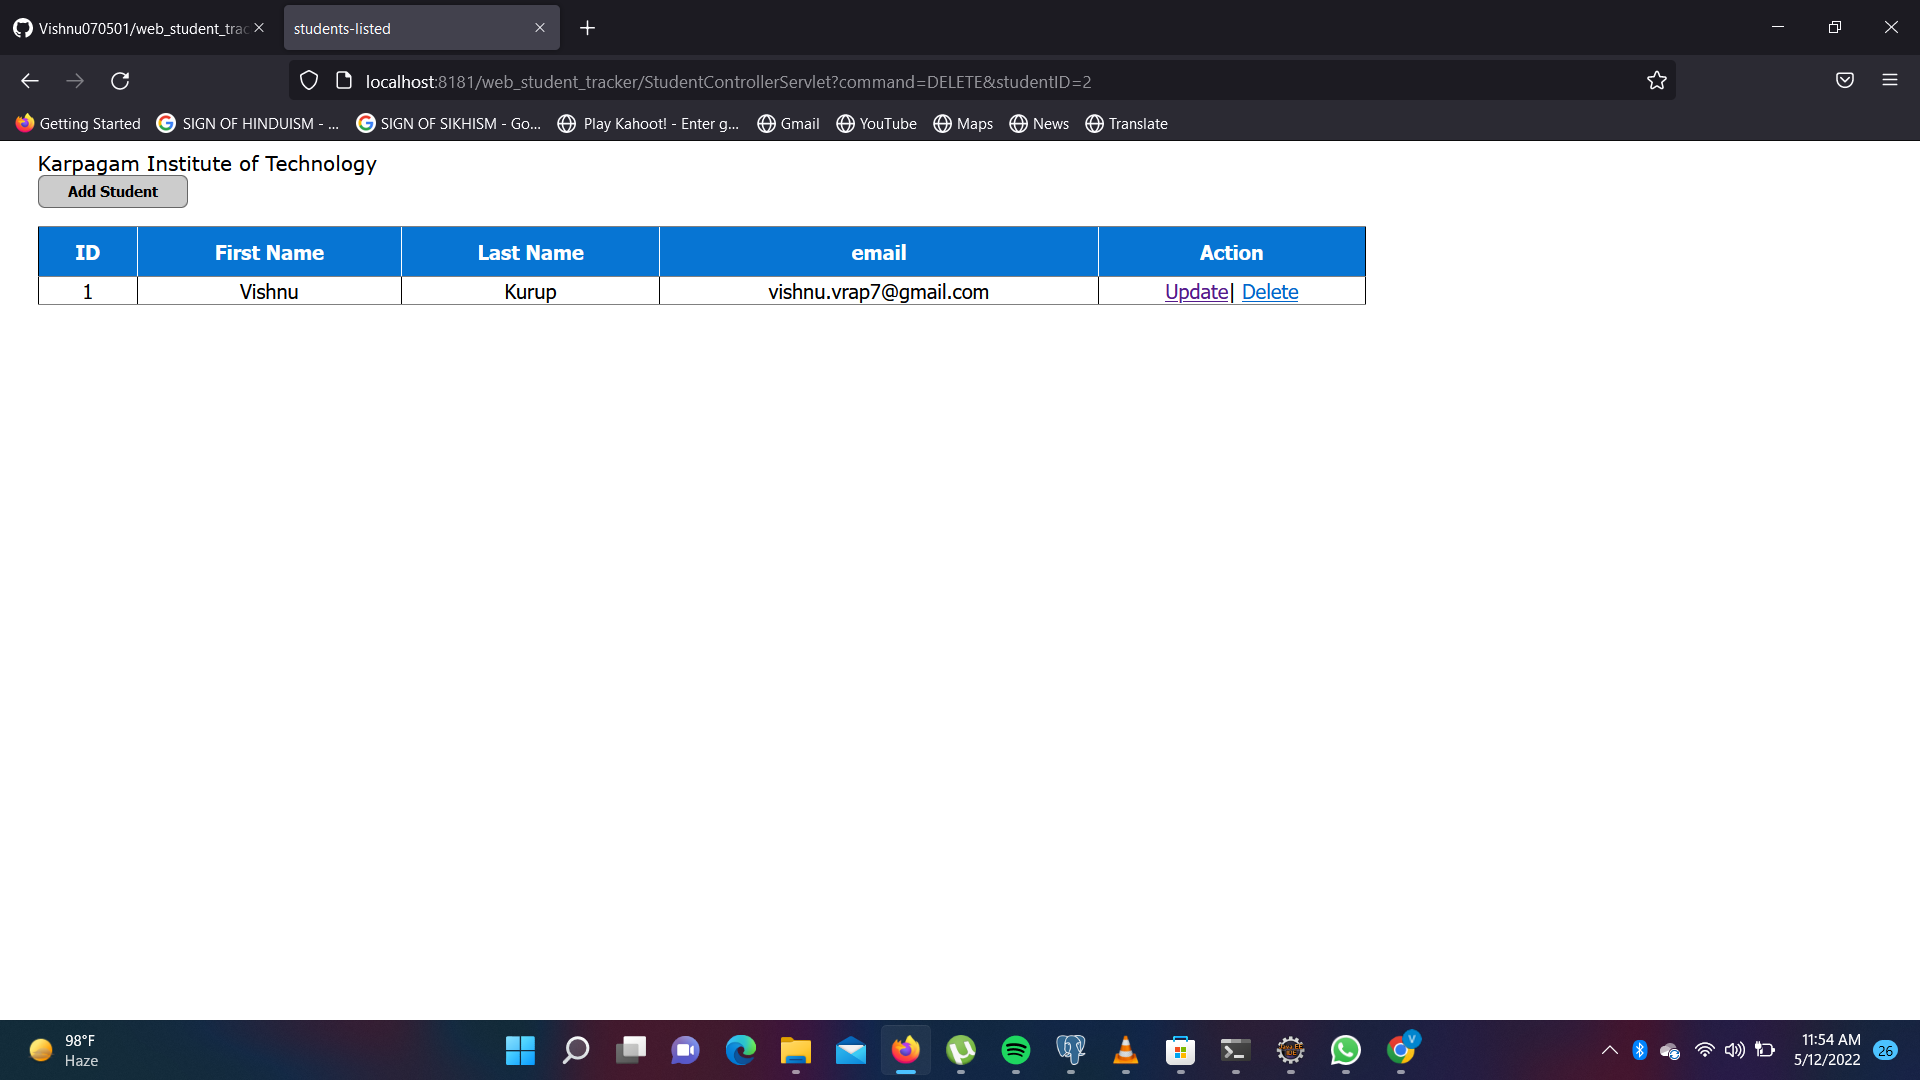 Vishnu070501/web_student_trac
students-listed
localhost:8181/web_student_tracker/StudentControllerServlet?command=DELETE&studentID=2
Getting Started
SIGN OF HINDUISM - ...
SIGN OF SIKHISM - Go...
Play Kahoot! - Enter g...
Gmail
YouTube
Maps
News
Translate
Karpagam Institute of Technology
Add Student
ID First Name Last Name email Action
1 Vishnu Kurup vishnu.vrap7@gmail.com Update| Delete
98°F
Haze
V
11:54 AM
5/12/2022
26